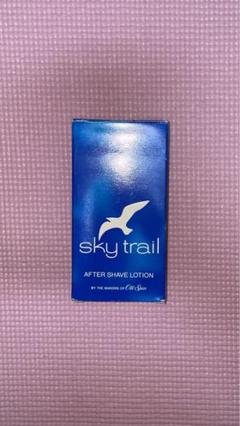 sky trail
AFTER SHAVE LOTION
BY THE MAKERS OF Old Spice